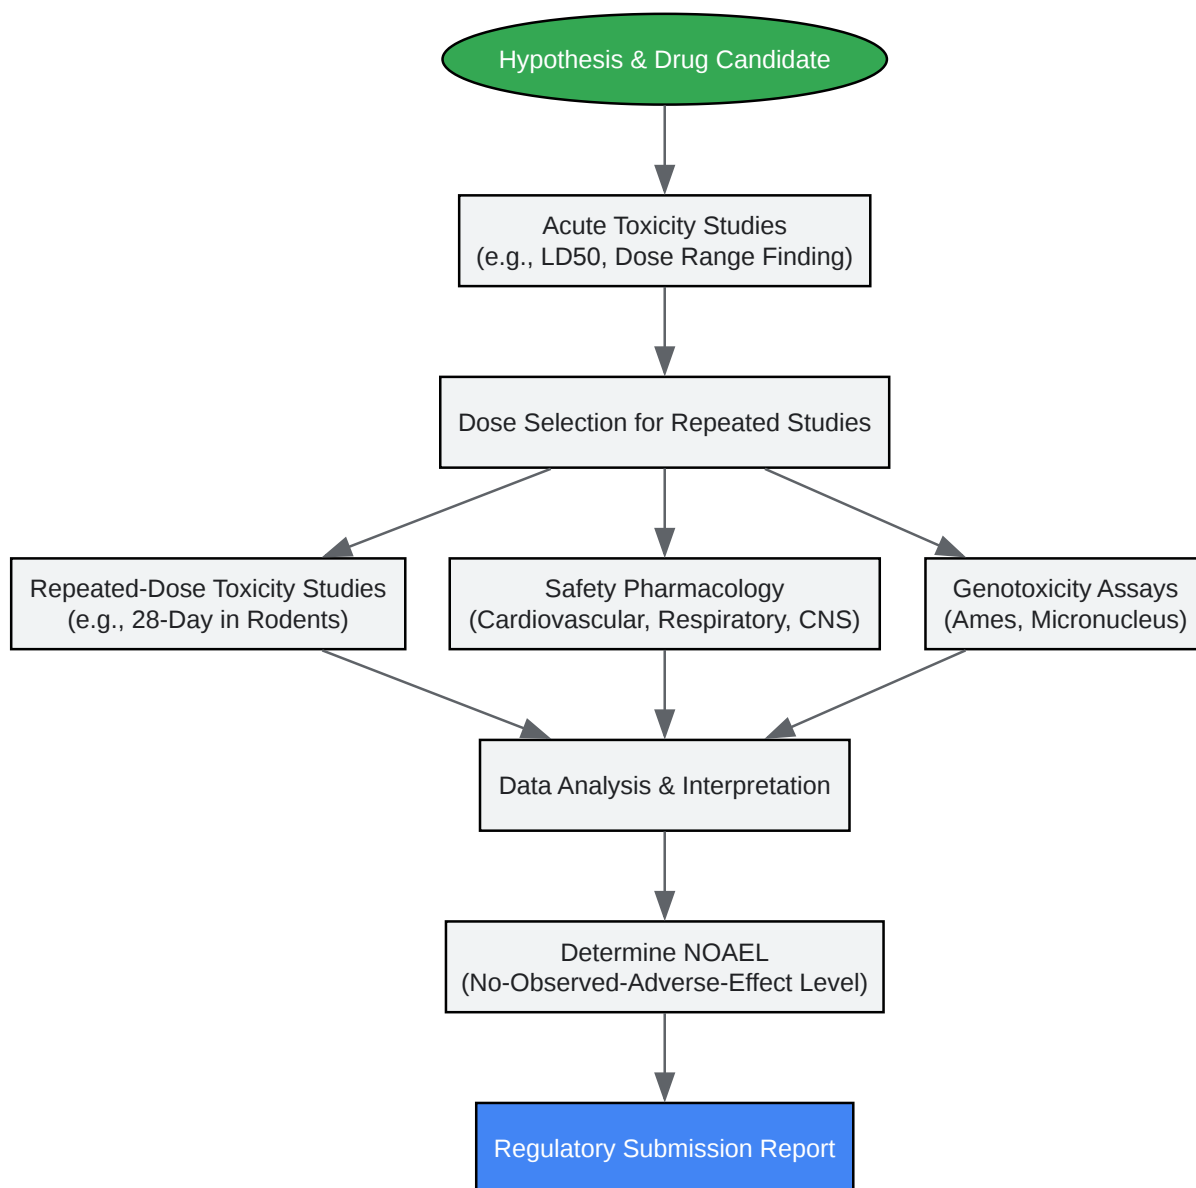 Hypothesis & Drug Candidate
Acute Toxicity Studies
(e.g., LD50, Dose Range Finding)
Dose Selection for Repeated Studies
Repeated-Dose Toxicity Studies
(e.g., 28-Day in Rodents)
Safety Pharmacology
(Cardiovascular, Respiratory, CNS)
Genotoxicity Assays
(Ames, Micronucleus)
Data Analysis & Interpretation
Determine NOAEL
(No-Observed-Adverse-Effect Level)
Regulatory Submission Report